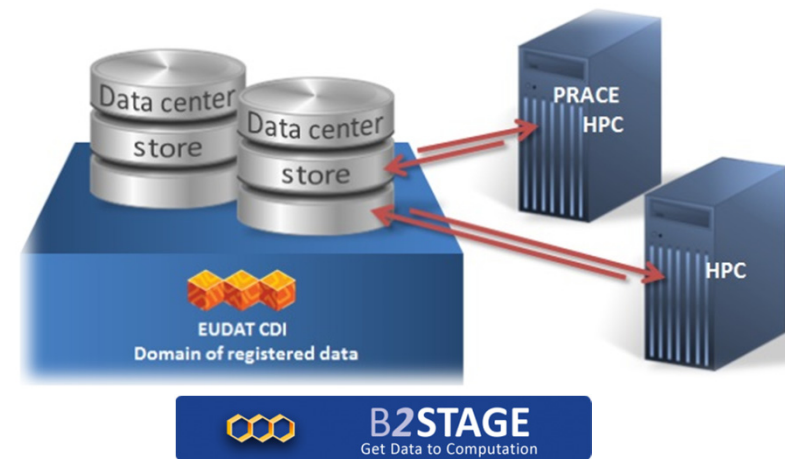 Data center
store
Data center
store
PRACE
HPC
HPC
EUDAT CDI
Domain of registered data
B2STAGE
Get Data to Computation